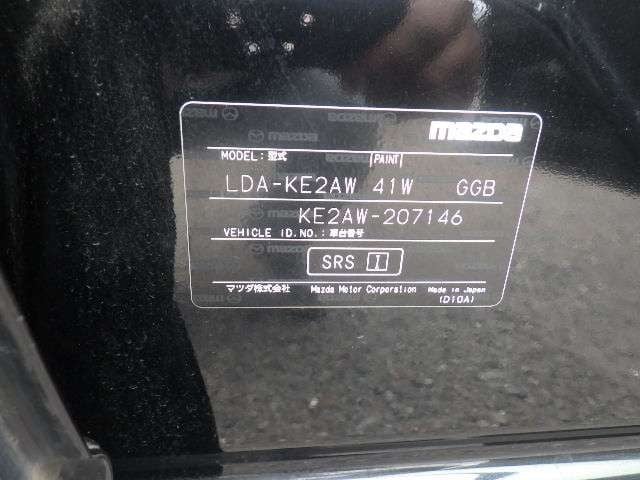 mazda
MODEL: 型式 PAINT
LDA-KE2AW 41W GGB
KE2AW-207146
VEHICLE ID.NO.: 車台番号
SRS I
マツダ株式会社 Mazda Motor Corporation Made in Japan
(D10A)